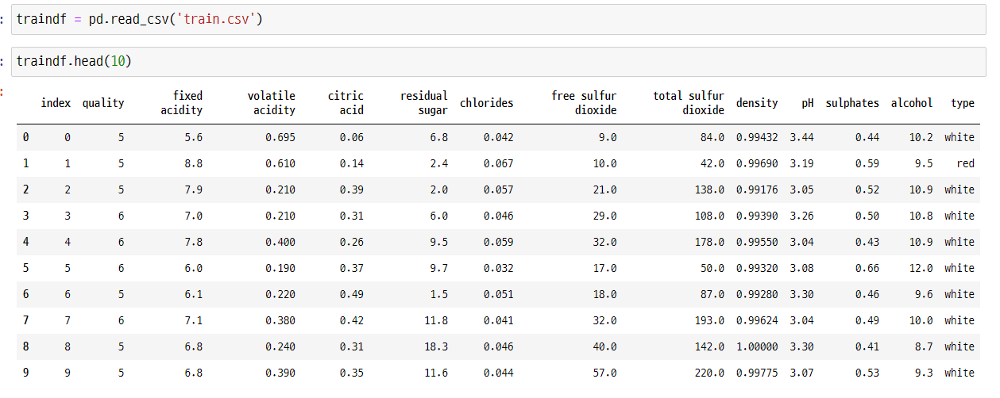 : traindf = pd.read_csv('train.csv')
: traindf.head(10)
:
index quality fixed acidity volatile acidity citric acid residual sugar chlorides free sulfur dioxide total sulfur dioxide density pH sulphates alcohol type
0 0 5 5.6 0.695 0.06 6.8 0.042 9.0 84.0 0.99432 3.44 0.44 10.2 white
1 1 5 8.8 0.610 0.14 2.4 0.067 10.0 42.0 0.99690 3.19 0.59 9.5 red
2 2 5 7.9 0.210 0.39 2.0 0.057 21.0 138.0 0.99176 3.05 0.52 10.9 white
3 3 6 7.0 0.210 0.31 6.0 0.046 29.0 108.0 0.99390 3.26 0.50 10.8 white
4 4 6 7.8 0.400 0.26 9.5 0.059 32.0 178.0 0.99550 3.04 0.43 10.9 white
5 5 6 6.0 0.190 0.37 9.7 0.032 17.0 50.0 0.99320 3.08 0.66 12.0 white
6 6 5 6.1 0.220 0.49 1.5 0.051 18.0 87.0 0.99280 3.30 0.46 9.6 white
7 7 6 7.1 0.380 0.42 11.8 0.041 32.0 193.0 0.99624 3.04 0.49 10.0 white
8 8 5 6.8 0.240 0.31 18.3 0.046 40.0 142.0 1.00000 3.30 0.41 8.7 white
9 9 5 6.8 0.390 0.35 11.6 0.044 57.0 220.0 0.99775 3.07 0.53 9.3 white